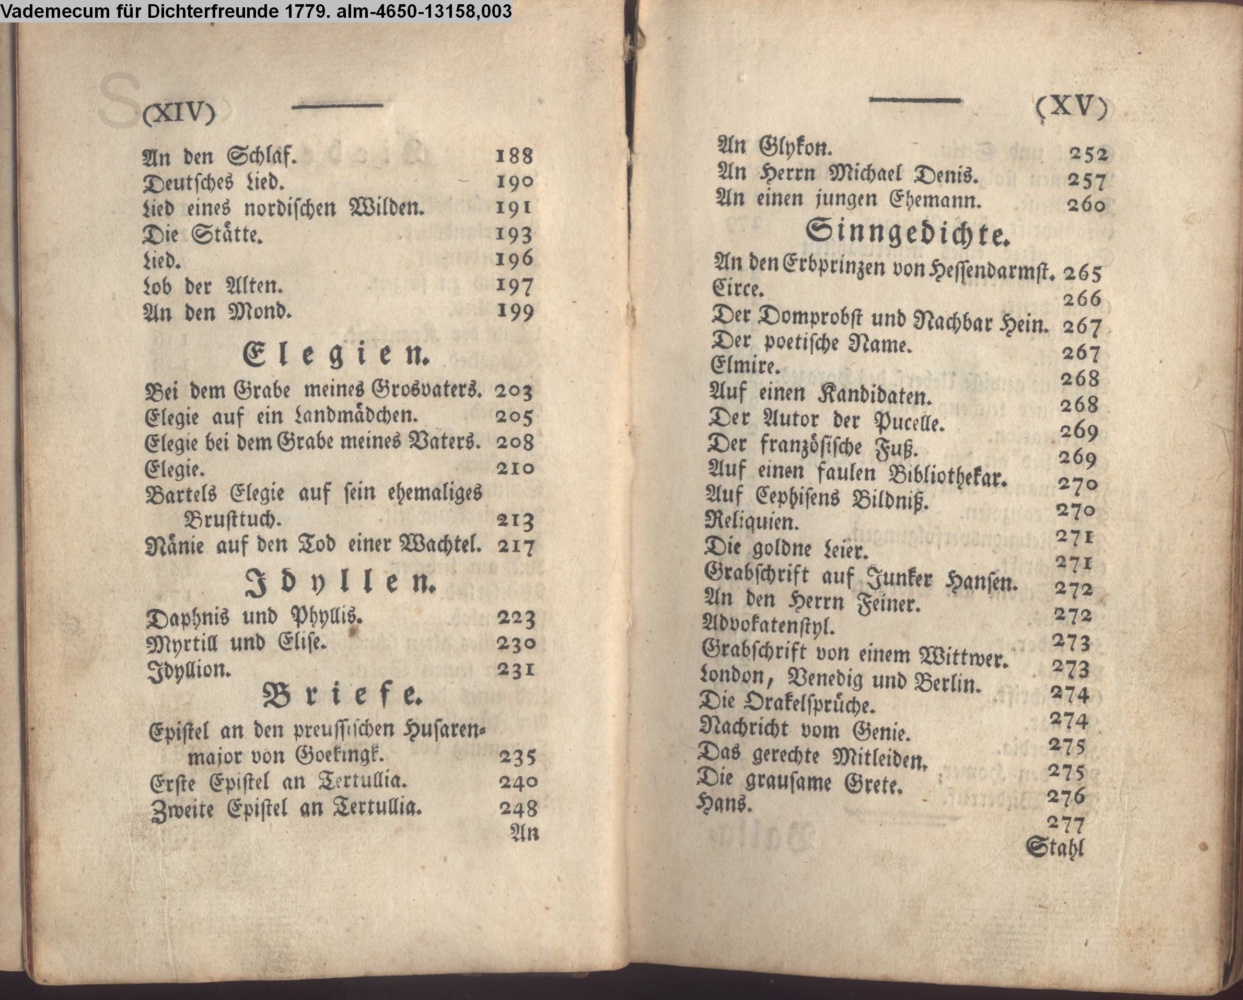 Vademecum für Dichterfreunde 1779. alm-4650-13158,003
(XIV)
An den Schlaf. 188
Deutsches Lied. 190
Lied eines nordischen Wilden. 191
Die Stätte. 193
Lied. 196
Lob der Alten. 197
An den Mond. 199
Elegien.
Bei dem Grabe meines Grosvaters. 203
Elegie auf ein Landmädchen. 205
Elegie bei dem Grabe meines Vaters. 208
Elegie. 210
Bartels Elegie auf sein ehemaliges
Brusttuch. 213
Nänie auf den Tod einer Wachtel. 217
Idyllen.
Daphnis und Phyllis. 223
Myrtill und Elise. 230
Idyllion. 231
Briefe.
Epistel an den preussischen Husaren-
major von Goekingk. 235
Erste Epistel an Tertullia. 240
Zweite Epistel an Tertullia. 248
An
(XV)
An Glykon. 252
An Herrn Michael Denis. 257
An einen jungen Ehemann. 260
Sinngedichte.
An den Erbprinzen von Hessendarmst. 265
Circe. 266
Der Domprobst und Nachbar Hein. 267
Der poetische Name. 267
Elmire. 268
Auf einen Kandidaten. 268
Der Autor der Pucelle. 269
Der französische Fuß. 269
Auf einen faulen Bibliothekar. 270
Auf Cephisens Bildniß. 270
Reliquien. 271
Die goldne Leier. 271
Grabschrift auf Junker Hansen. 272
An den Herrn Feiner. 272
Advokatenstyl. 273
Grabschrift von einem Wittwer. 273
London, Venedig und Berlin. 274
Die Orakelsprüche. 274
Nachricht vom Genie. 275
Das gerechte Mitleiden. 275
Die grausame Grete. 276
Hans. 277
Stahl